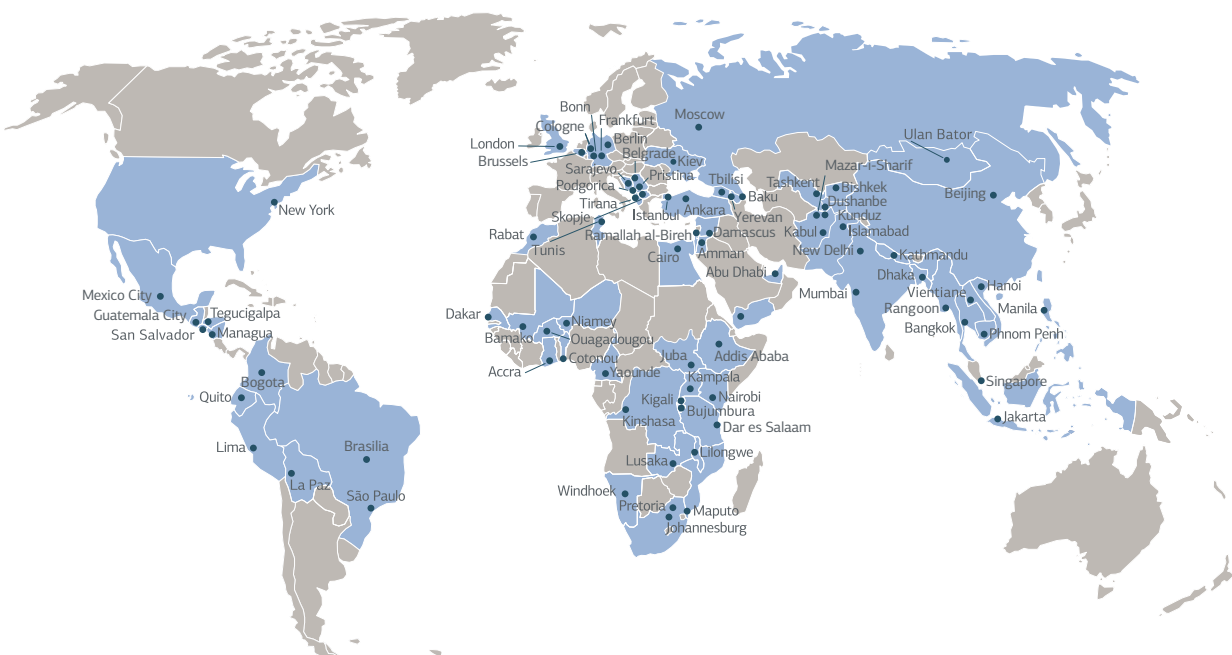 New York
Mexico City
Guatemala City
Tegucigalpa
San Salvador
Managua
Bogota
Quito
Lima
Brasilia
La Paz
São Paulo
Bonn
Cologne
Frankfurt
London
Berlin
Brussels
Belgrade
Kiev
Sarajevo
Pristina
Podgorica
Tirana
Skopje
Istanbul
Ankara
Tbilisi
Baku
Yerevan
Moscow
Rabat
Tunis
Ramallah al-Bireh
Damascus
Cairo
Amman
Abu Dhabi
Ulan Bator
Mazar-i-Sharif
Tashkent
Bishkek
Dushanbe
Kunduz
Kabul
Islamabad
Beijing
New Delhi
Kathmandu
Dhaka
Mumbai
Vientiane
Hanoi
Rangoon
Manila
Bangkok
Phnom Penh
Singapore
Jakarta
Dakar
Niamey
Bamako
Ouagadougou
Cotonou
Accra
Yaounde
Juba
Addis Ababa
Kampala
Kigali
Nairobi
Bujumbura
Kinshasa
Dar es Salaam
Lilongwe
Lusaka
Windhoek
Pretoria
Maputo
Johannesburg